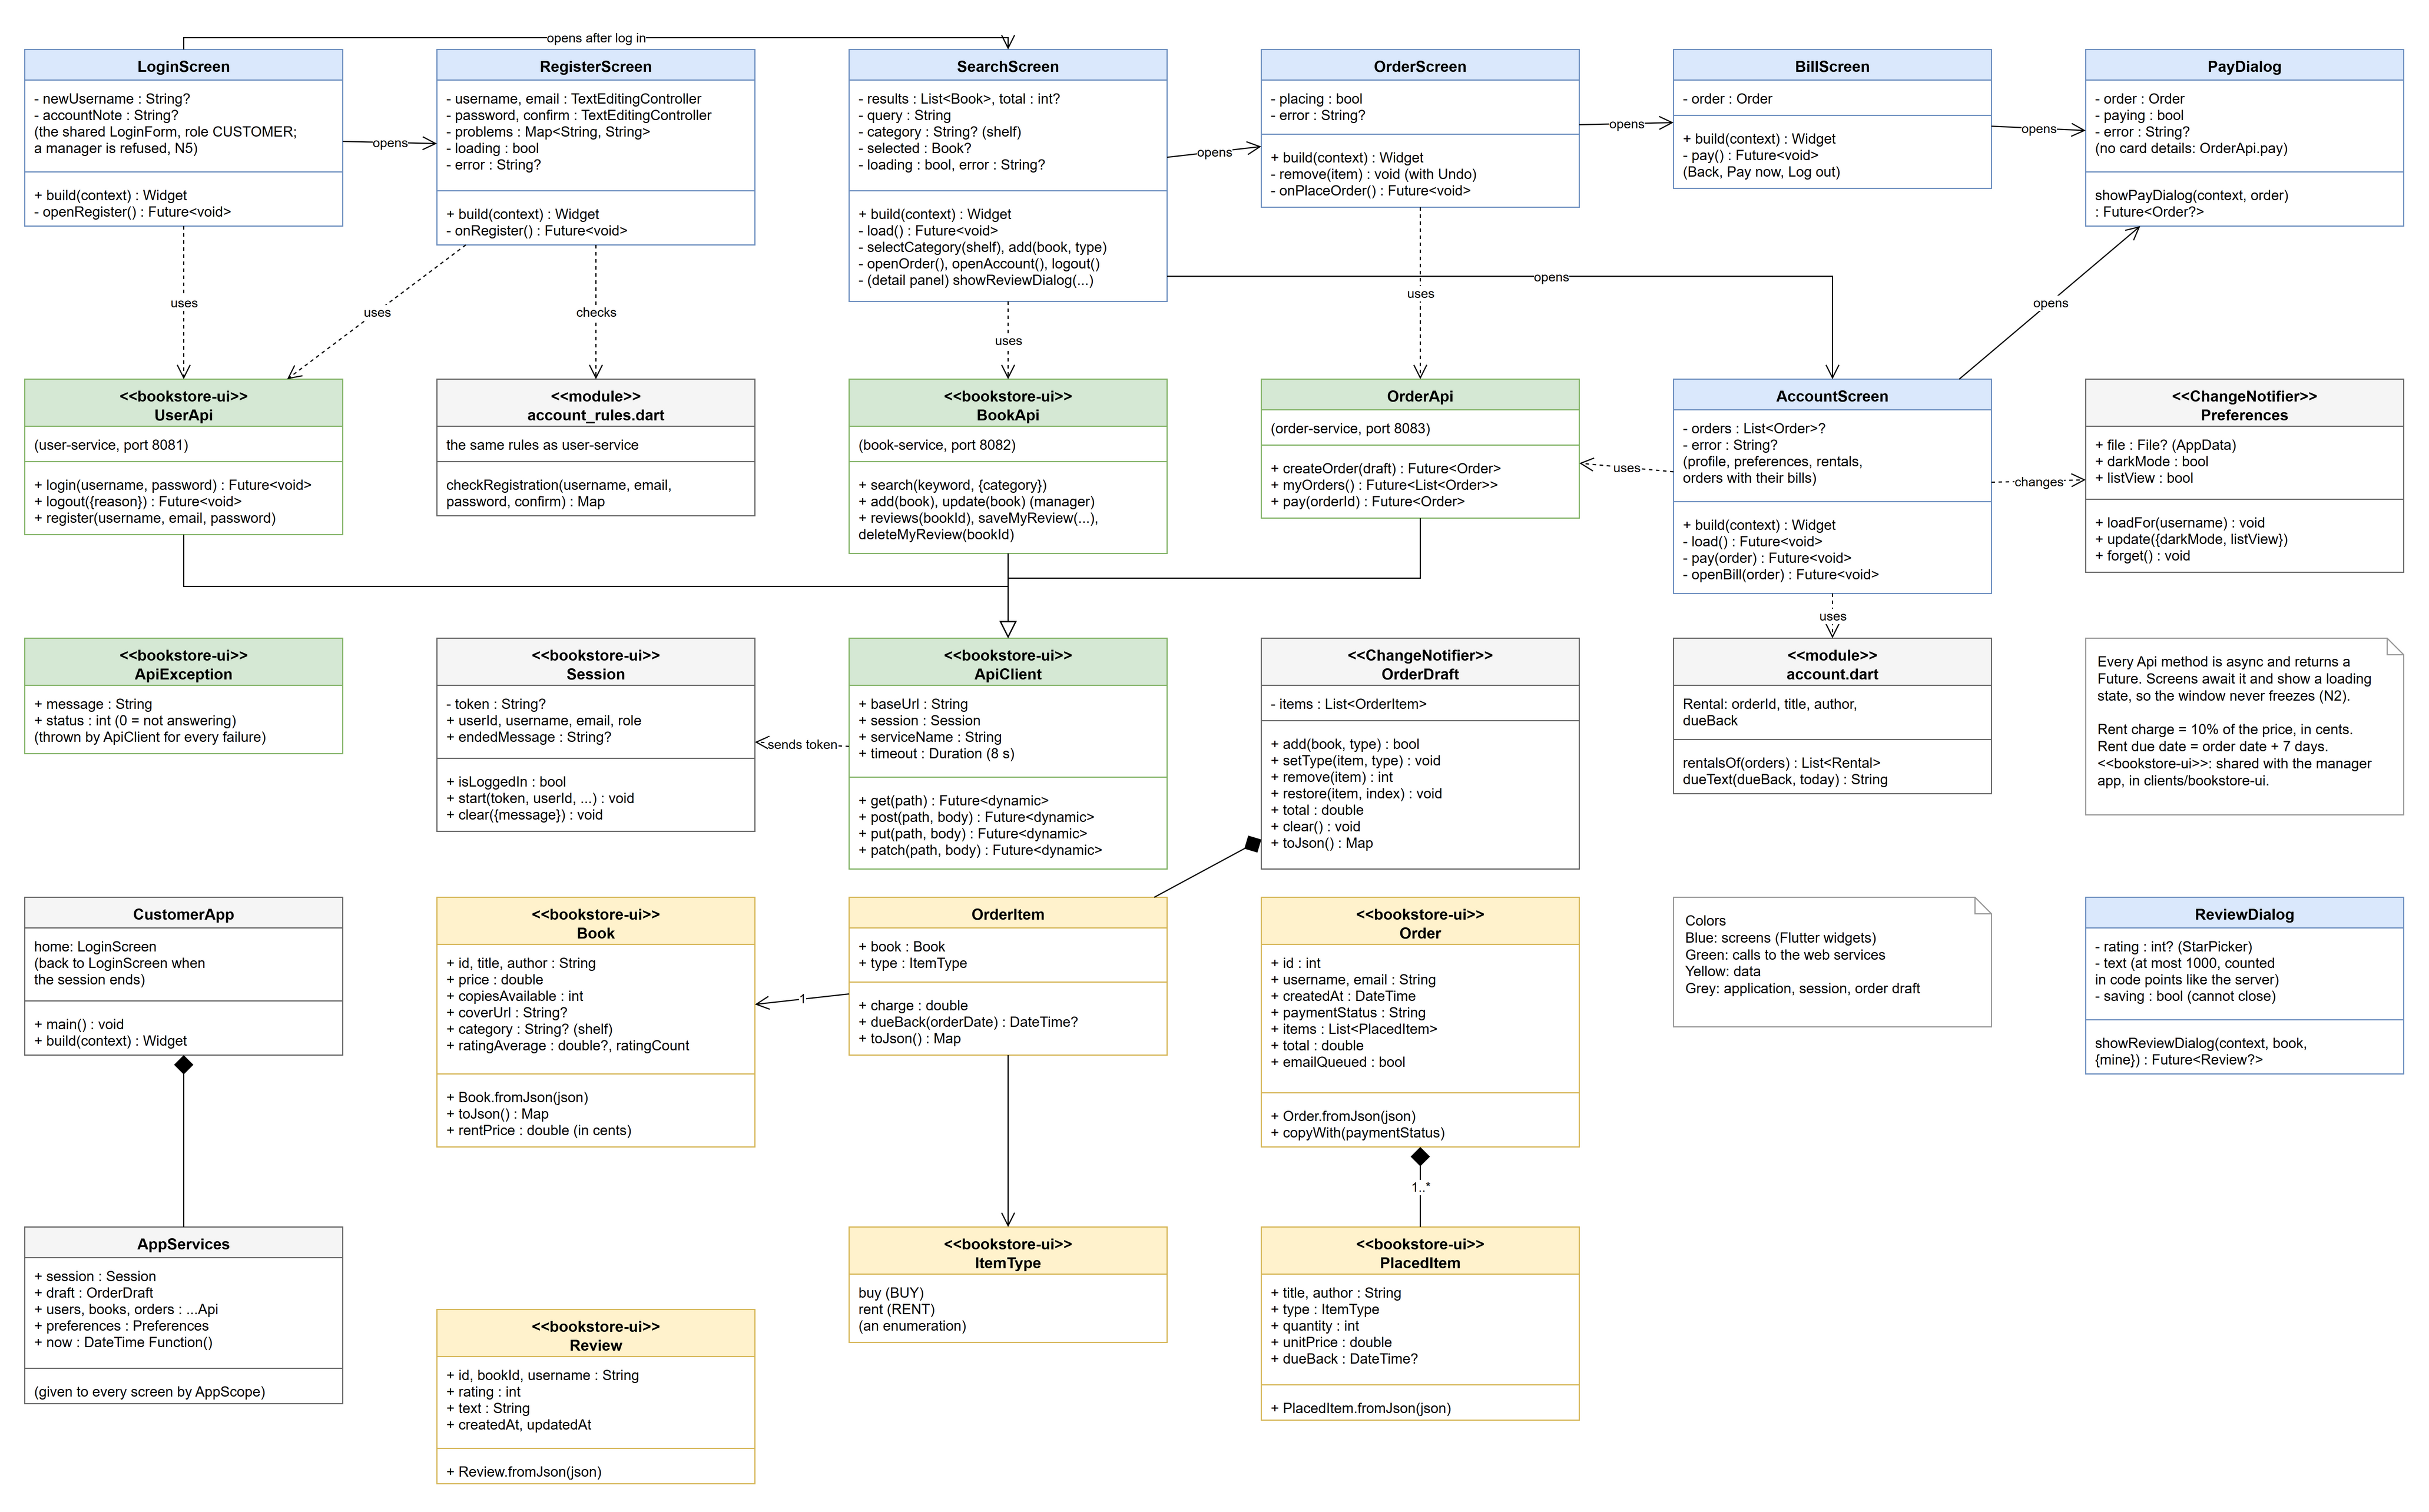 opens after log in
LoginScreen
- newUsername : String?
- accountNote : String?
(the shared LoginForm, role CUSTOMER;
a manager is refused, N5)
+ build(context) : Widget
- openRegister() : Future<void>
opens
RegisterScreen
- username, email : TextEditingController
- password, confirm : TextEditingController
- problems : Map<String, String>
- loading : bool
- error : String?
+ build(context) : Widget
- onRegister() : Future<void>
SearchScreen
- results : List<Book>, total : int?
- query : String
- category : String? (shelf)
- selected : Book?
- loading : bool, error : String?
+ build(context) : Widget
- load() : Future<void>
- selectCategory(shelf), add(book, type)
- openOrder(), openAccount(), logout()
- (detail panel) showReviewDialog(...)
opens
OrderScreen
- placing : bool
- error : String?
+ build(context) : Widget
- remove(item) : void (with Undo)
- onPlaceOrder() : Future<void>
opens
BillScreen
- order : Order
+ build(context) : Widget
- pay() : Future<void>
(Back, Pay now, Log out)
opens
PayDialog
- order : Order
- paying : bool
- error : String?
(no card details: OrderApi.pay)
showPayDialog(context, order)
: Future<Order?>
uses
uses
checks
uses
uses
opens
opens
<<bookstore-ui>>
UserApi
(user-service, port 8081)
+ login(username, password) : Future<void>
+ logout({reason}) : Future<void>
+ register(username, email, password)
<<module>>
account_rules.dart
the same rules as user-service
checkRegistration(username, email,
password, confirm) : Map
<<bookstore-ui>>
BookApi
(book-service, port 8082)
+ search(keyword, {category})
+ add(book), update(book) (manager)
+ reviews(bookId), saveMyReview(...),
deleteMyReview(bookId)
OrderApi
(order-service, port 8083)
+ createOrder(draft) : Future<Order>
+ myOrders() : Future<List<Order>>
+ pay(orderId) : Future<Order>
uses
AccountScreen
- orders : List<Order>?
- error : String?
(profile, preferences, rentals,
orders with their bills)
+ build(context) : Widget
- load() : Future<void>
- pay(order) : Future<void>
- openBill(order) : Future<void>
changes
<<ChangeNotifier>>
Preferences
+ file : File? (AppData)
+ darkMode : bool
+ listView : bool
+ loadFor(username) : void
+ update({darkMode, listView})
+ forget() : void
uses
<<bookstore-ui>>
ApiException
+ message : String
+ status : int (0 = not answering)
(thrown by ApiClient for every failure)
<<bookstore-ui>>
Session
- token : String?
+ userId, username, email, role
+ endedMessage : String?
+ isLoggedIn : bool
+ start(token, userId, ...) : void
+ clear({message}) : void
sends token
<<bookstore-ui>>
ApiClient
+ baseUrl : String
+ session : Session
+ serviceName : String
+ timeout : Duration (8 s)
+ get(path) : Future<dynamic>
+ post(path, body) : Future<dynamic>
+ put(path, body) : Future<dynamic>
+ patch(path, body) : Future<dynamic>
<<ChangeNotifier>>
OrderDraft
- items : List<OrderItem>
+ add(book, type) : bool
+ setType(item, type) : void
+ remove(item) : int
+ restore(item, index) : void
+ total : double
+ clear() : void
+ toJson() : Map
<<module>>
account.dart
Rental: orderId, title, author,
dueBack
rentalsOf(orders) : List<Rental>
dueText(dueBack, today) : String
Every Api method is async and returns a
Future. Screens await it and show a loading
state, so the window never freezes (N2).
Rent charge = 10% of the price, in cents.
Rent due date = order date + 7 days.
<<bookstore-ui>>: shared with the manager
app, in clients/bookstore-ui.
CustomerApp
home: LoginScreen
(back to LoginScreen when
the session ends)
+ main() : void
+ build(context) : Widget
<<bookstore-ui>>
Book
+ id, title, author : String
+ price : double
+ copiesAvailable : int
+ coverUrl : String?
+ category : String? (shelf)
+ ratingAverage : double?, ratingCount
+ Book.fromJson(json)
+ toJson() : Map
+ rentPrice : double (in cents)
1
OrderItem
+ book : Book
+ type : ItemType
+ charge : double
+ dueBack(orderDate) : DateTime?
+ toJson() : Map
<<bookstore-ui>>
Order
+ id : int
+ username, email : String
+ createdAt : DateTime
+ paymentStatus : String
+ items : List<PlacedItem>
+ total : double
+ emailQueued : bool
+ Order.fromJson(json)
+ copyWith(paymentStatus)
Colors
Blue: screens (Flutter widgets)
Green: calls to the web services
Yellow: data
Grey: application, session, order draft
ReviewDialog
- rating : int? (StarPicker)
- text (at most 1000, counted
in code points like the server)
- saving : bool (cannot close)
showReviewDialog(context, book,
{mine}) : Future<Review?>
1..*
AppServices
+ session : Session
+ draft : OrderDraft
+ users, books, orders : ...Api
+ preferences : Preferences
+ now : DateTime Function()
(given to every screen by AppScope)
<<bookstore-ui>>
Review
+ id, bookId, username : String
+ rating : int
+ text : String
+ createdAt, updatedAt
+ Review.fromJson(json)
<<bookstore-ui>>
ItemType
buy (BUY)
rent (RENT)
(an enumeration)
<<bookstore-ui>>
PlacedItem
+ title, author : String
+ type : ItemType
+ quantity : int
+ unitPrice : double
+ dueBack : DateTime?
+ PlacedItem.fromJson(json)